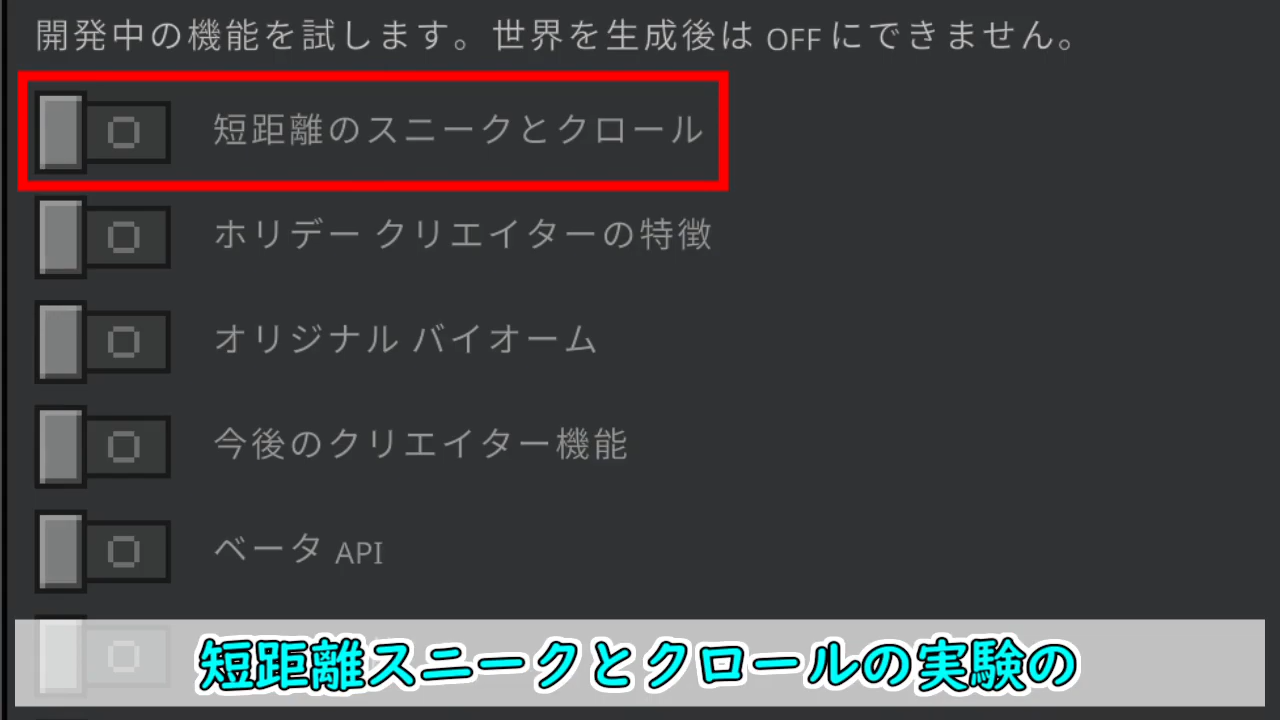 開発中の機能を試します。世界を生成後は OFF にできません。
短距離のスニークとクロール
ホリデー クリエイターの特徴
オリジナル バイオーム
今後のクリエイター機能
ベータ API
短距離スニークとクロールの実験の